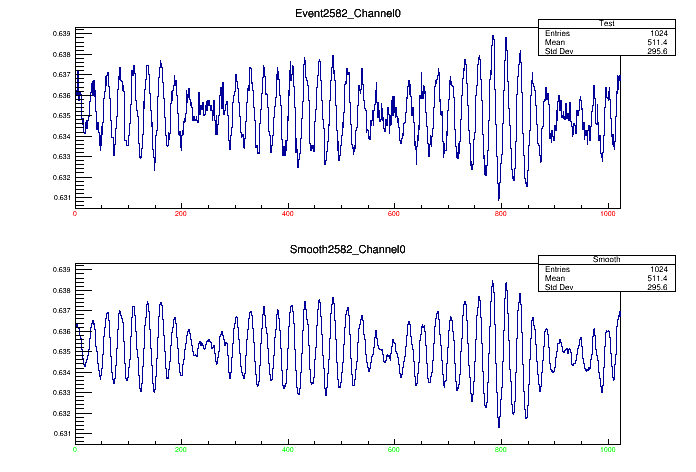 Event2582_Channel0
Test
Entries 1024
Mean 511.4
Std Dev 295.6
0.639
0.638
0.637
0.636
0.635
0.634
0.633
0.632
0.631
0 200 400 600 800 1000
Smooth2582_Channel0
Smooth
Entries 1024
Mean 511.4
Std Dev 295.6
0.639
0.638
0.637
0.636
0.635
0.634
0.633
0.632
0.631
0 200 400 600 800 1000